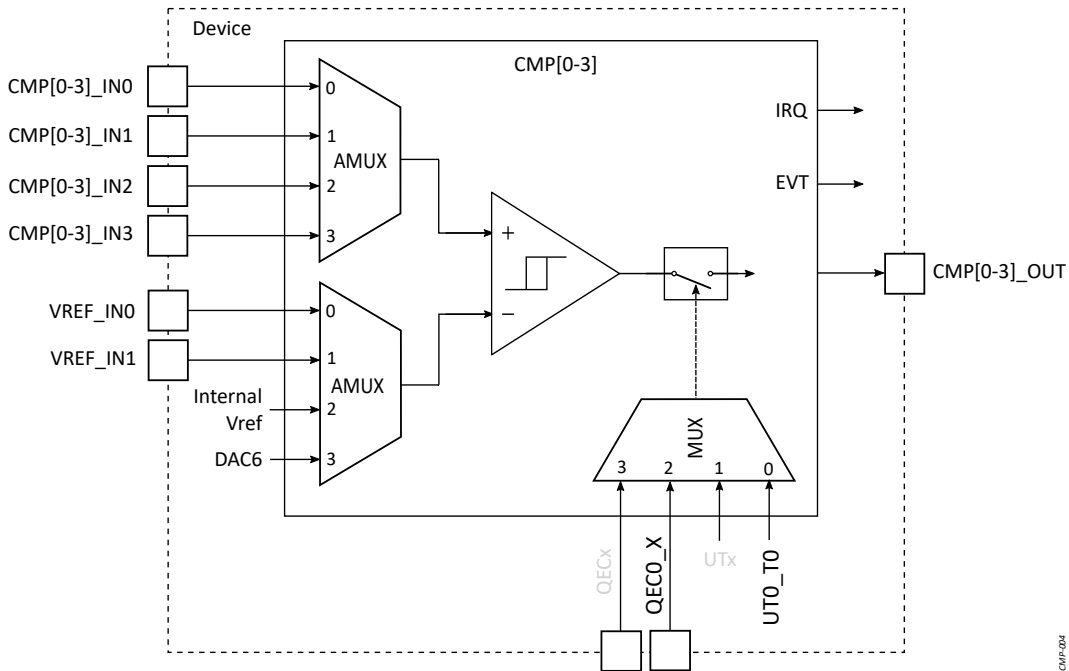 Device
CMP[0-3]
CMP[0-3]_IN0
CMP[0-3]_IN1
CMP[0-3]_IN2
CMP[0-3]_IN3
0
1
2
3
AMUX
IRQ
EVT
CMP[0-3]_OUT
+
−
VREF_IN0
VREF_IN1
Internal
Vref
DAC6
0
1
2
3
AMUX
MUX
3
2
1
0
QECx
QEC0_X
UTx
UT0_T0
CMP-004